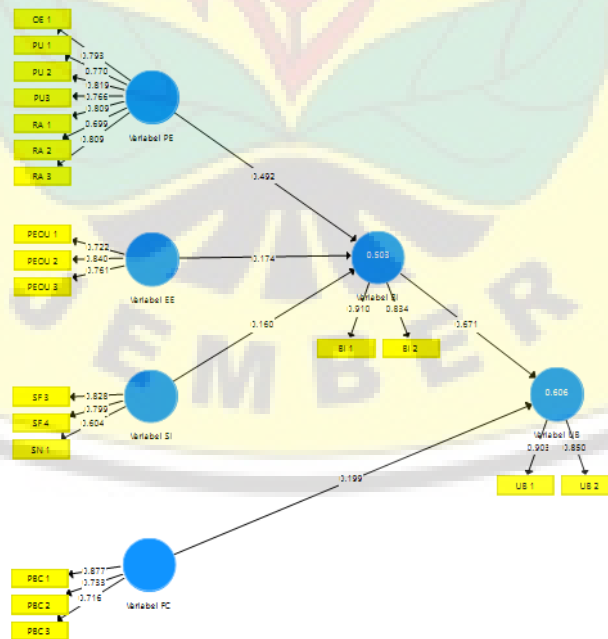 OE 1
PU 1
PU 2
PU3
RA 1
RA 2
RA 3
0.793
0.770
0.819
0.766
0.809
0.699
0.809
Variabel PE
0.492
PEOU 1
PEOU 2
PEOU 3
0.722
0.840
0.761
Variabel EE
0.174
0.503
Variabel BI
0.910
0.834
BI 1
BI 2
0.671
0.160
SF3
SF4
SN 1
0.828
0.799
0.604
Variabel SI
0.606
Variabel UB
0.903
0.850
UB 1
UB 2
0.199
PBC 1
PBC 2
PBC 3
0.877
0.733
0.716
Variabel FC
EMBER